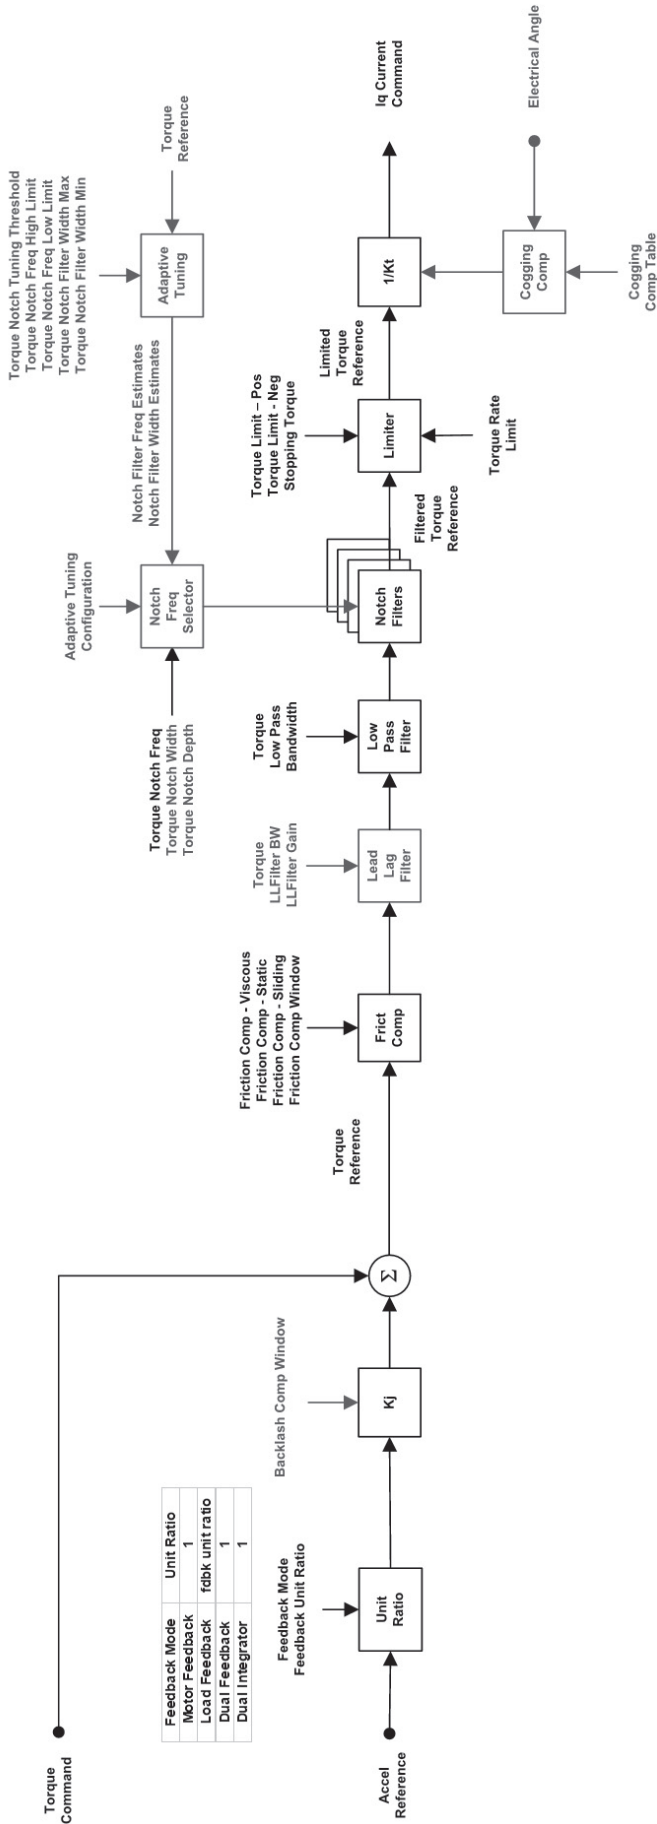 Torque
Command
Accel
Reference
Feedback Mode
Unit Ratio
Motor Feedback
1
Load Feedback
fdbk unit ratio
Dual Feedback
1
Dual Integrator
1
Feedback Mode
Feedback Unit Ratio
Unit
Ratio
Backlash Comp Window
Kj
Σ
Torque
Reference
Friction Comp - Viscous
Friction Comp - Static
Friction Comp - Sliding
Friction Comp Window
Frict
Comp
Torque
LLFilter BW
LLFilter Gain
Lead
Lag
Filter
Torque
Low Pass
Bandwidth
Low
Pass
Filter
Torque Notch Freq
Torque Notch Width
Torque Notch Depth
Adaptive Tuning
Configuration
Notch
Freq
Selector
Notch Filter Freq Estimates
Notch Filter Width Estimates
Notch
Filters
Filtered
Torque
Reference
Torque Notch Tuning Threshold
Torque Notch Freq High Limit
Torque Notch Freq Low Limit
Torque Notch Filter Width Max
Torque Notch Filter Width Min
Adaptive
Tuning
Torque
Reference
Torque Limit – Pos
Torque Limit - Neg
Stopping Torque
Limiter
Torque Rate
Limit
Limited
Torque
Reference
1/Kt
Iq Current
Command
Cogging
Comp
Electrical Angle
Cogging
Comp Table